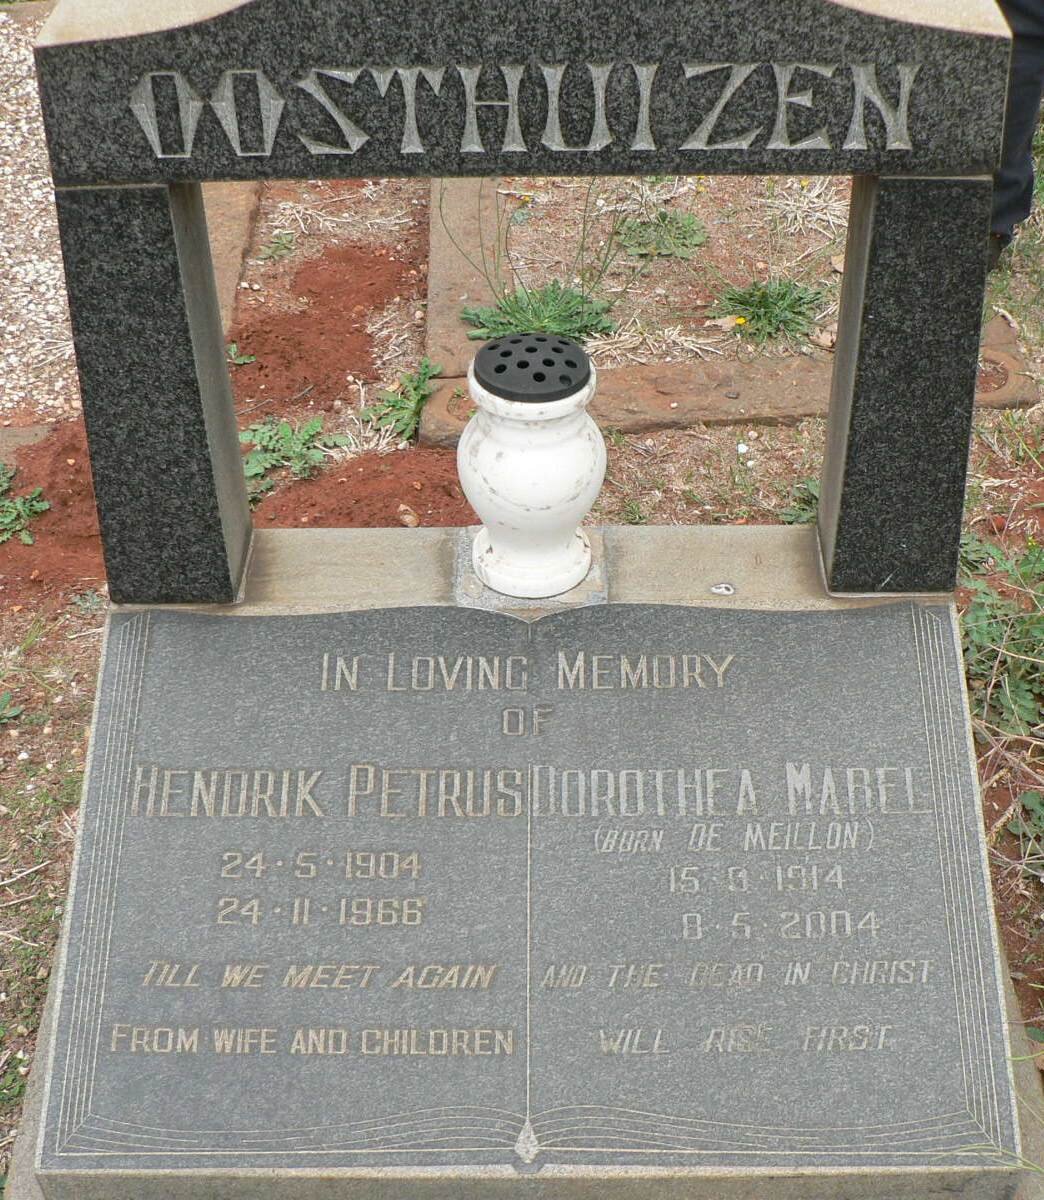 OOSTHUIZEN
IN LOVING MEMORY
OF
HENDRIK PETRUS
24·5·1904
24·11·1966
TILL WE MEET AGAIN
FROM WIFE AND CHILDREN
DOROTHEA MABEL
(BORN DE MEILLON)
15· ·1914
8·5·2004
AND THE DEAD IN CHRIST
WILL RISE FIRST